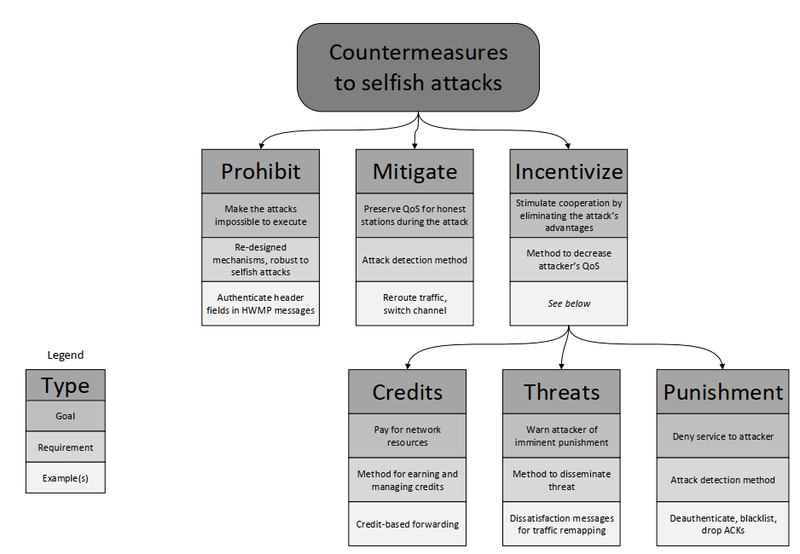 Countermeasures
to selfish attacks
Prohibit
Make the attacks
impossible to execute
Re-designed
mechanisms, robust to
selfish attacks
Authenticate header
fields in HWMP messages
Mitigate
Preserve QoS for honest
stations during the attack
Attack detection method
Reroute traffic,
switch channel
Incentivize
Stimulate cooperation by
eliminating the attack's
advantages
Method to decrease
attacker's QoS
See below
Legend
Type
Goal
Requirement
Example(s)
Credits
Pay for network
resources
Method for earning and
managing credits
Credit-based forwarding
Threats
Warn attacker of
imminent punishment
Method to disseminate
threat
Dissatisfaction messages
for traffic remapping
Punishment
Deny service to attacker
Attack detection method
Deauthenticate, blacklist,
drop ACKs